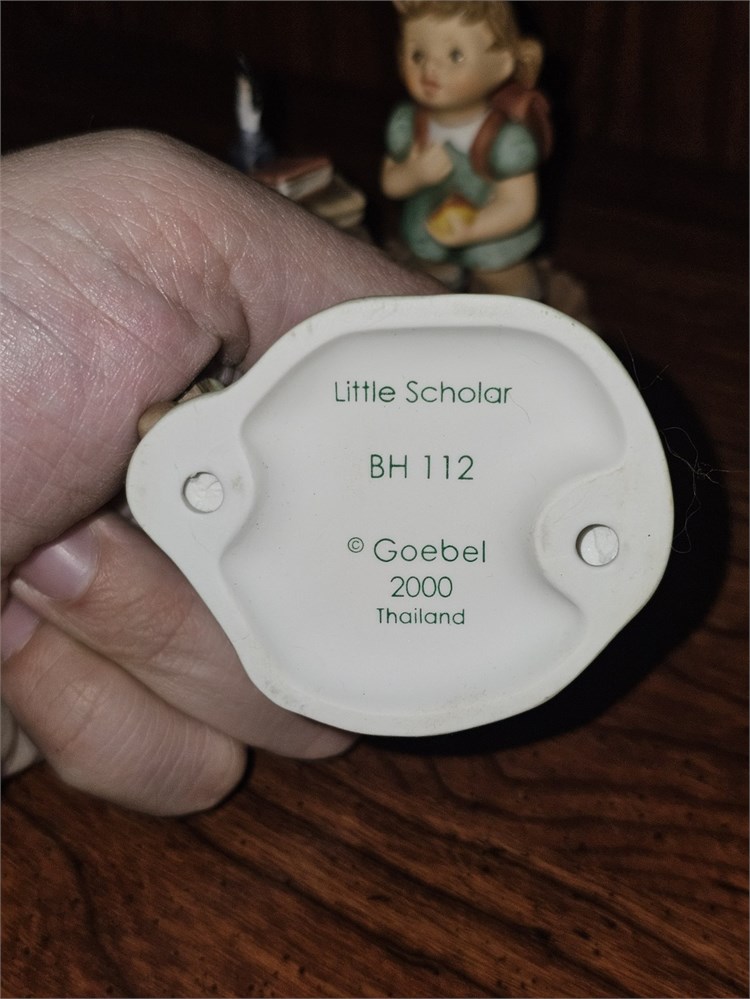 Little Scholar
BH 112
© Goebel
2000
Thailand